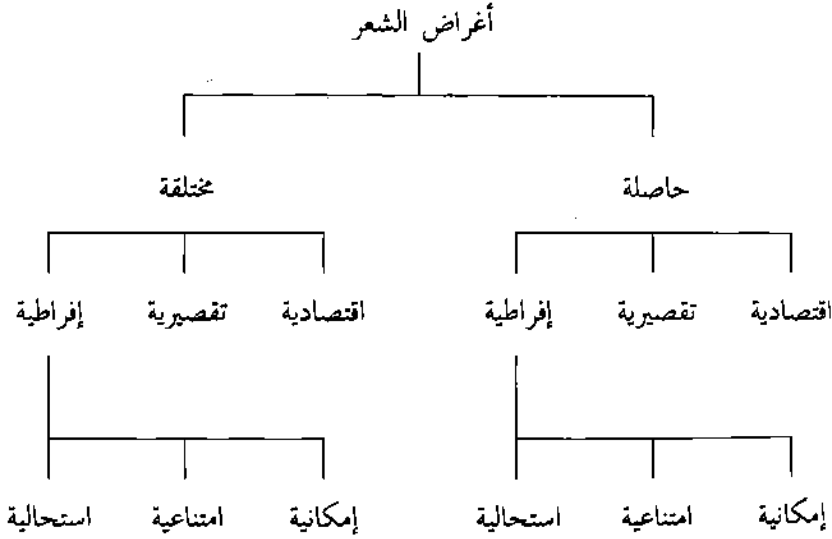 أغراض الشعر
حاصلة مختلقة
اقتصادية تقصيرية إفراطية اقتصادية تقصيرية إفراطية
إمكانية امتناعية استحالية إمكانية امتناعية استحالية